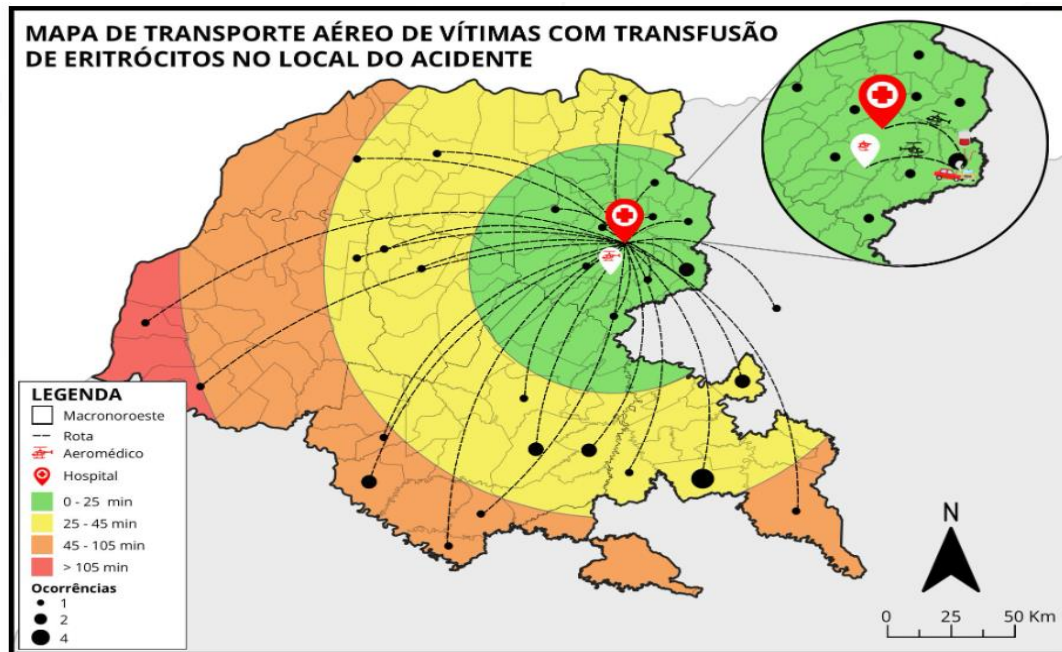 MAPA DE TRANSPORTE AÉREO DE VÍTIMAS COM TRANSFUSÃO
DE ERITRÓCITOS NO LOCAL DO ACIDENTE
LEGENDA
Macronoroeste
Rota
Aeromédico
Hospital
0 - 25 min
25 - 45 min
45 - 105 min
> 105 min
Ocorrências
1
2
4
N
0 25 50 Km